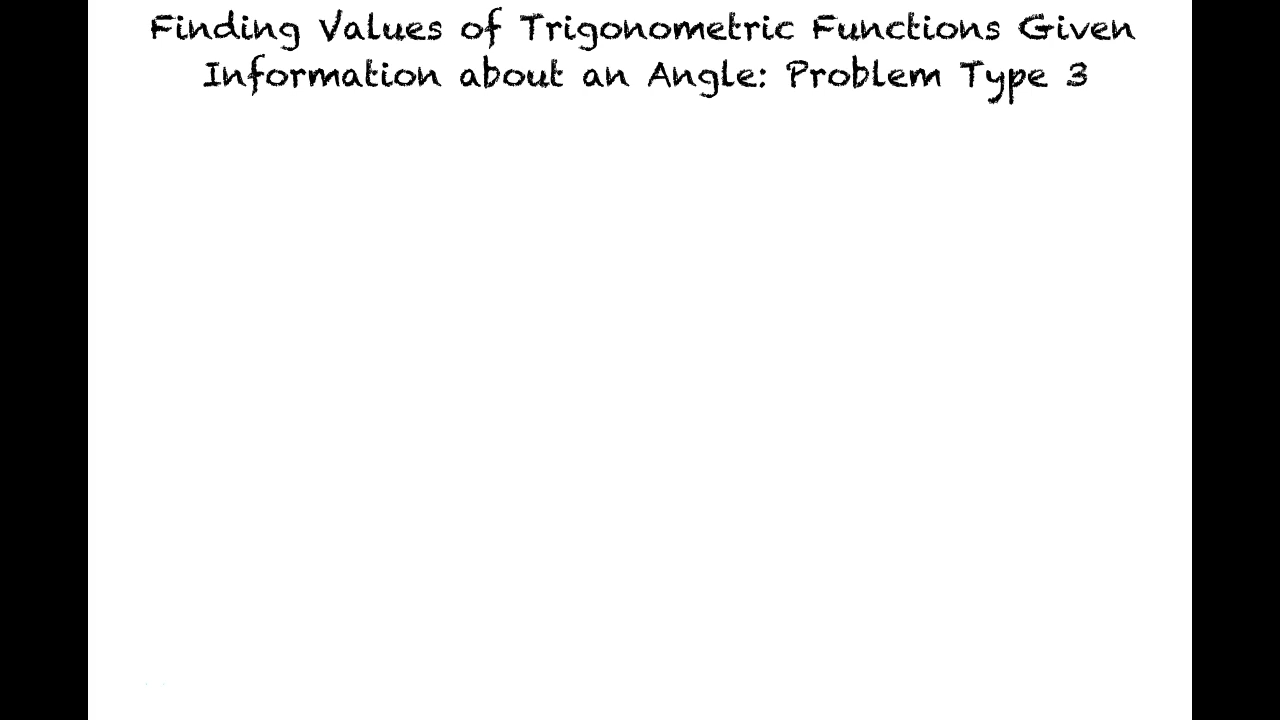 Finding Values of Trigonometric Functions Given
Information about an Angle: Problem Type 3